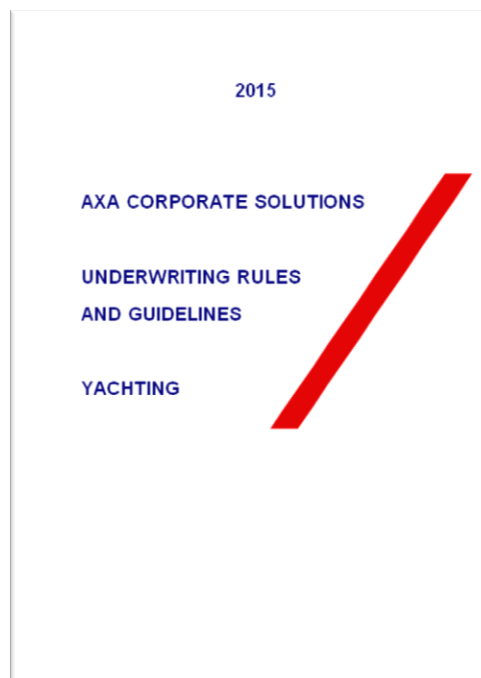 2015
AXA CORPORATE SOLUTIONS
UNDERWRITING RULES
AND GUIDELINES
YACHTING